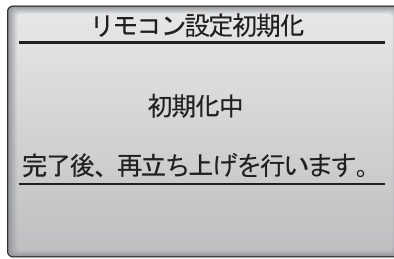 リモコン設定初期化
初期化中
完了後、再立ち上げを行います。